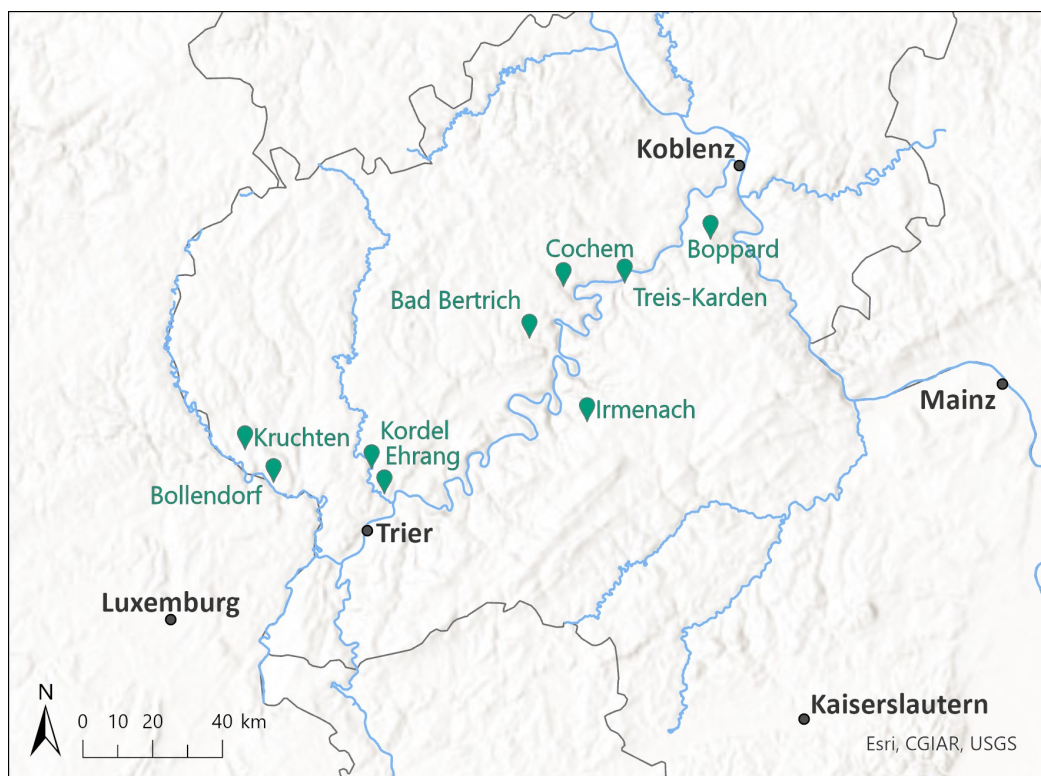 Koblenz
Cochem
Boppard
Treis-Karden
Bad Bertrich
Mainz
Irmenach
Kruchten
Kordel
Ehrang
Bollendorf
Trier
Luxemburg
N
0 10 20 40 km
Kaiserslautern
Esri, CGIAR, USGS